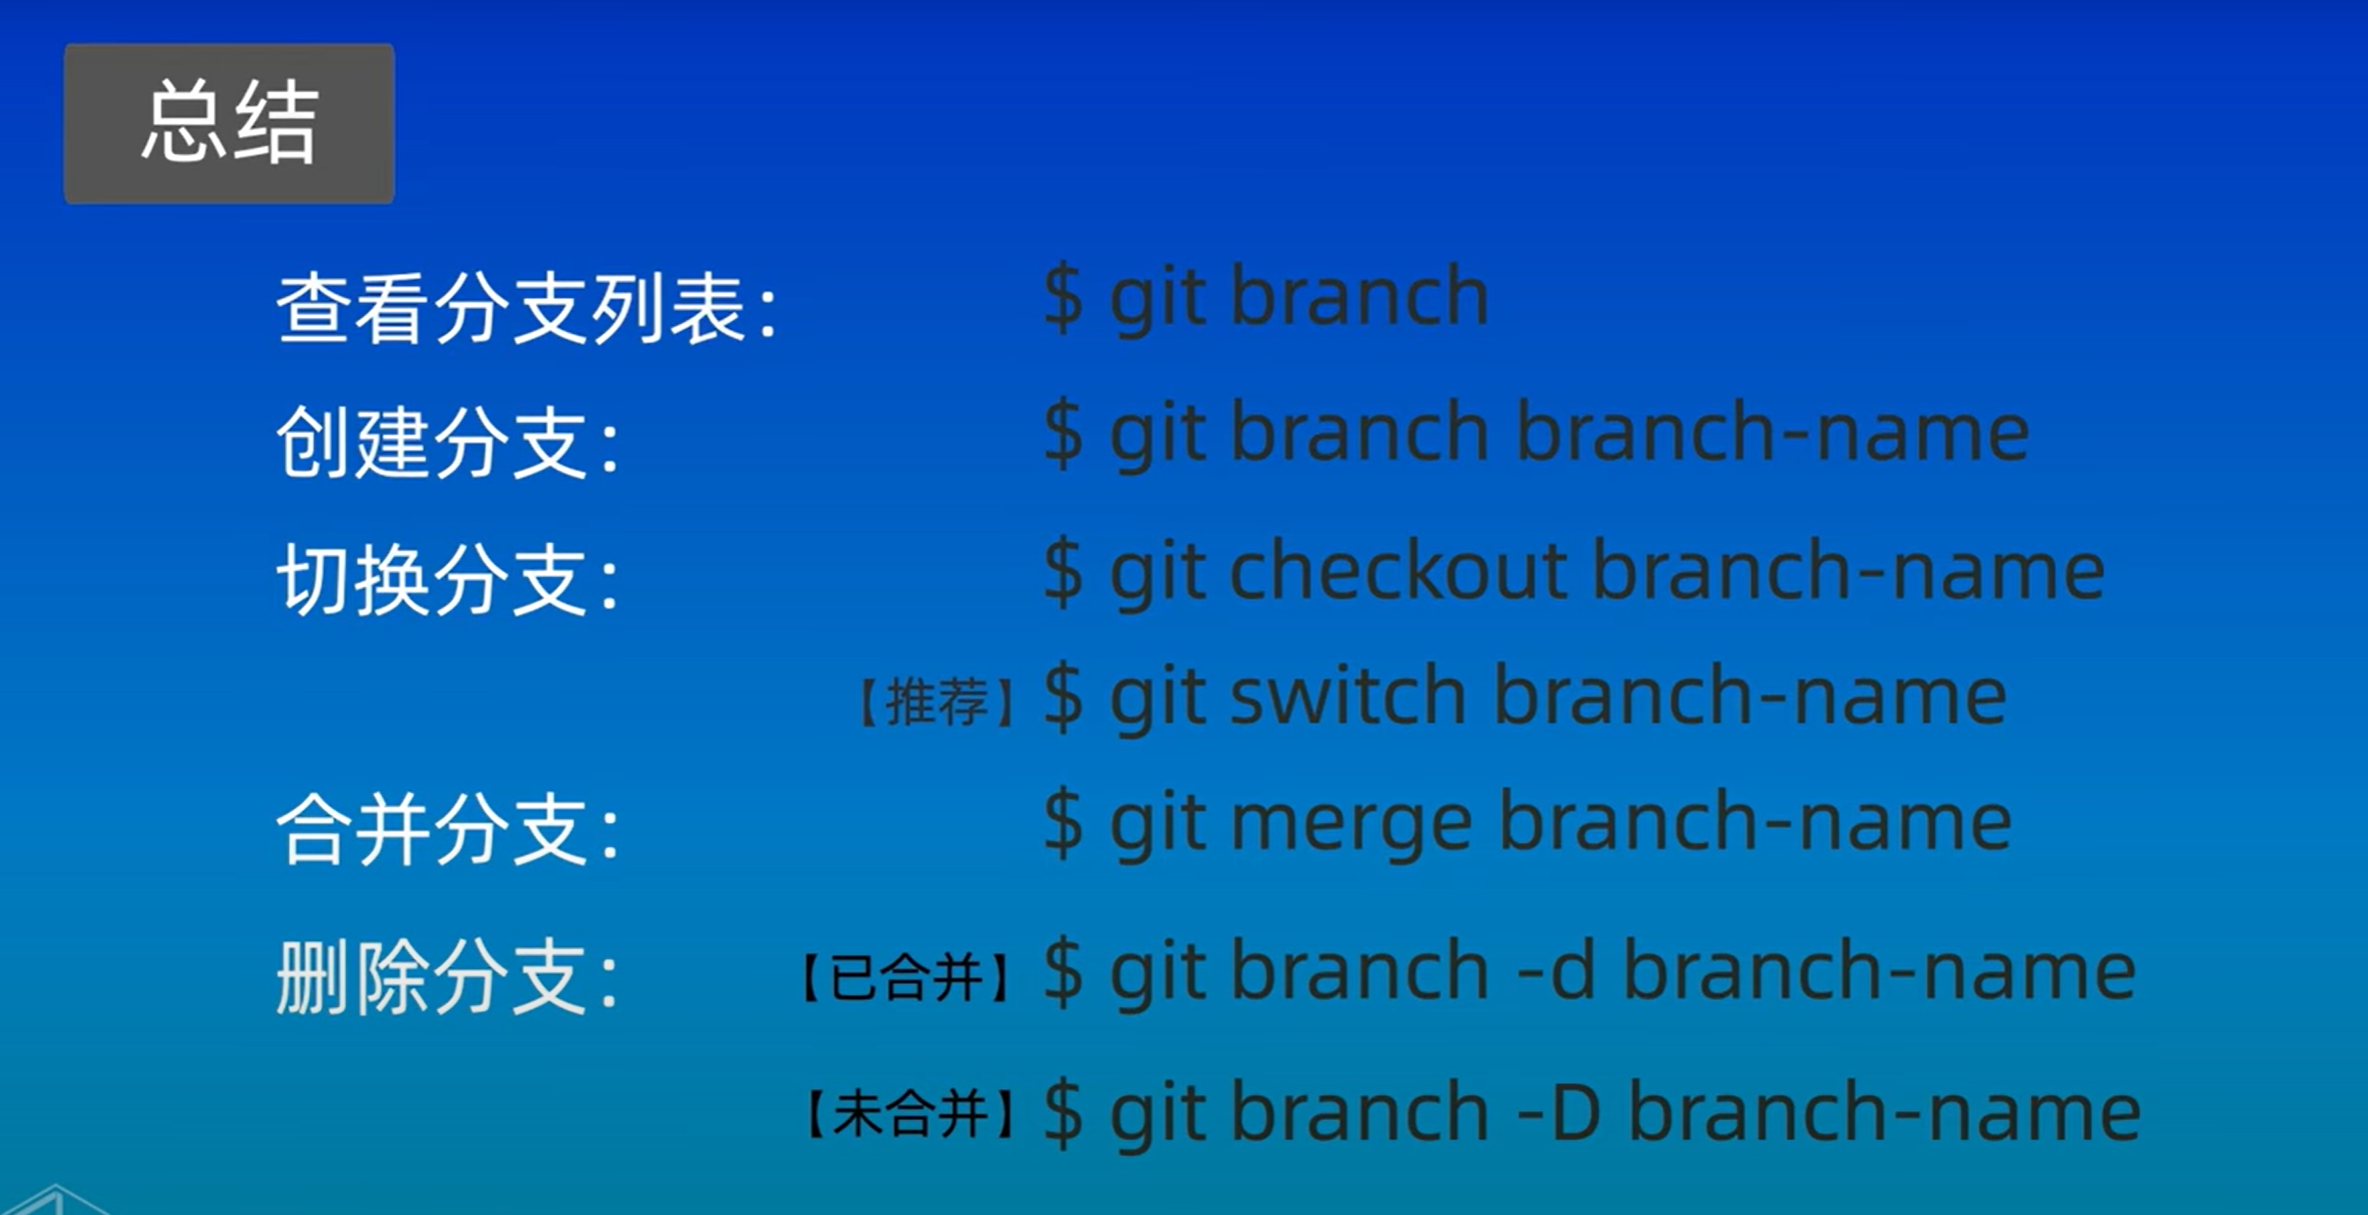 总结
查看分支列表： $ git branch
创建分支： $ git branch branch-name
切换分支： $ git checkout branch-name
【推荐】 $ git switch branch-name
合并分支： $ git merge branch-name
删除分支： 【已合并】 $ git branch -d branch-name
【未合并】 $ git branch -D branch-name